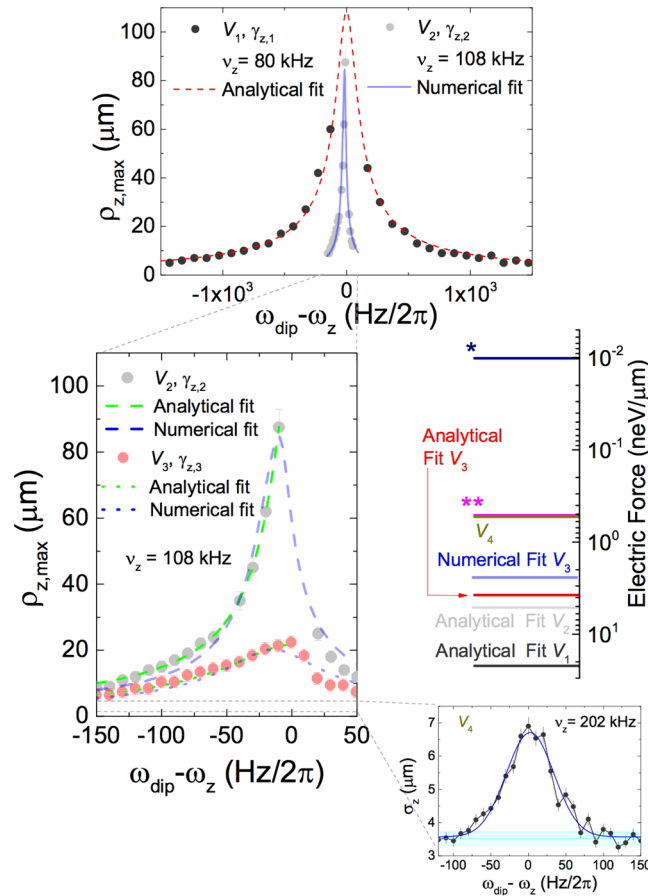 100
80
60
40
20
0
ρz,max (μm)
V1, γz,1
νz= 80 kHz
Analytical fit
V2, γz,2
νz = 108 kHz
Numerical fit
-1x10³ 0 1x10³
ωdip-ωz (Hz/2π)
100
80
60
40
20
0
ρz,max (μm)
V2, γz,2
Analytical fit
Numerical fit
V3, γz,3
Analytical fit
Numerical fit
νz = 108 kHz
-150 -100 -50 0 50
ωdip-ωz (Hz/2π)
*
Analytical
Fit V3
**
V4
Numerical Fit V3
Analytical Fit V2
Analytical Fit V1
10⁻²
10⁻¹
10⁰
10¹
Electric Force (neV/μm)
7
6
5
4
3
σz (μm)
V4
νz= 202 kHz
-100 -50 0 50 100 150
ωdip- ωz (Hz/2π)